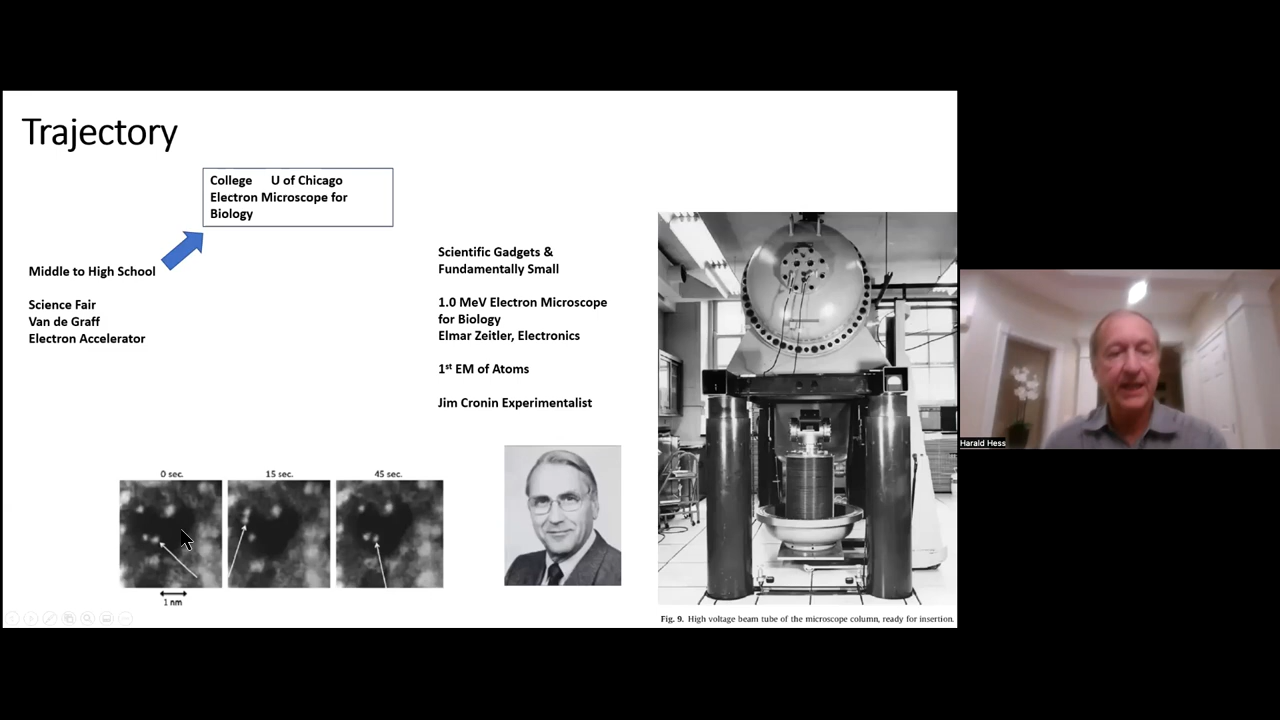 Trajectory
College U of Chicago
Electron Microscope for
Biology
Middle to High School
Science Fair
Van de Graff
Electron Accelerator
Scientific Gadgets &
Fundamentally Small
1.0 MeV Electron Microscope
for Biology
Elmar Zeitler, Electronics
1st EM of Atoms
Jim Cronin Experimentalist
0 sec. 15 sec. 45 sec.
1 nm
Fig. 9. High voltage beam tube of the microscope column, ready for insertion.
Harald Hess